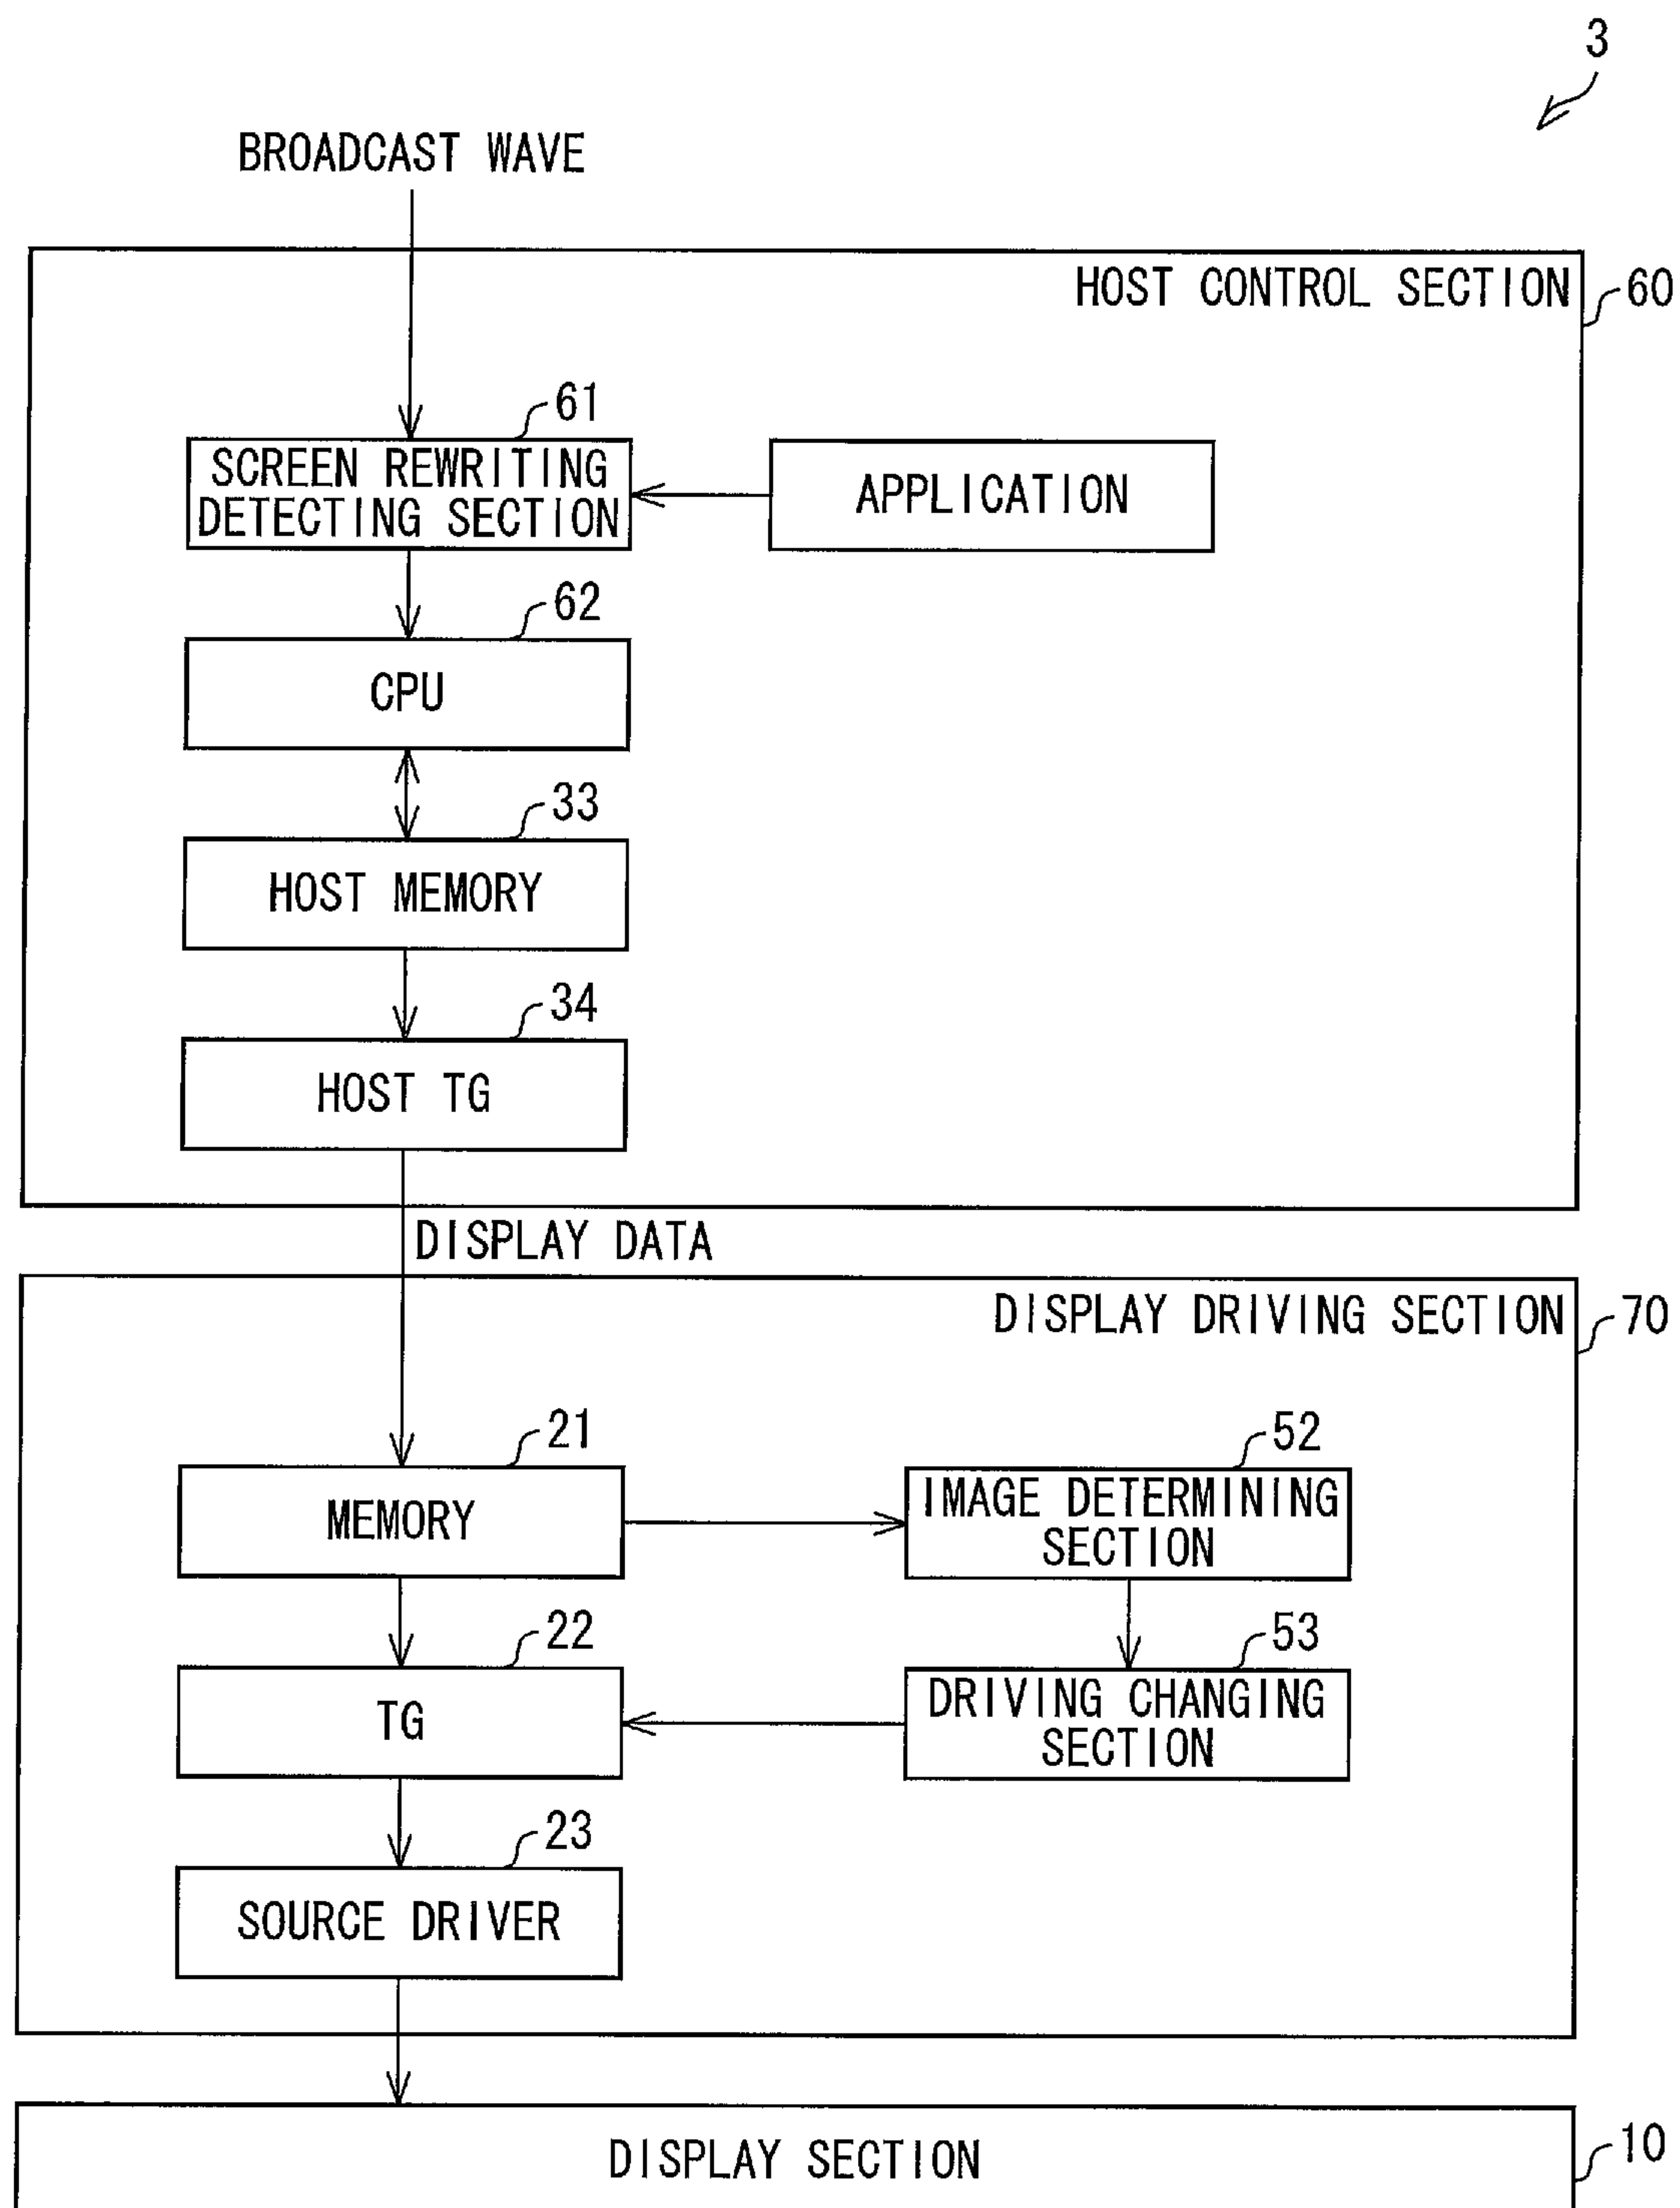 3
BROADCAST WAVE
HOST CONTROL SECTION
60
61
SCREEN REWRITING
DETECTING SECTION
APPLICATION
62
CPU
33
HOST MEMORY
34
HOST TG
DISPLAY DATA
DISPLAY DRIVING SECTION
70
21
MEMORY
52
IMAGE DETERMINING
SECTION
22
TG
53
DRIVING CHANGING
SECTION
23
SOURCE DRIVER
DISPLAY SECTION
10